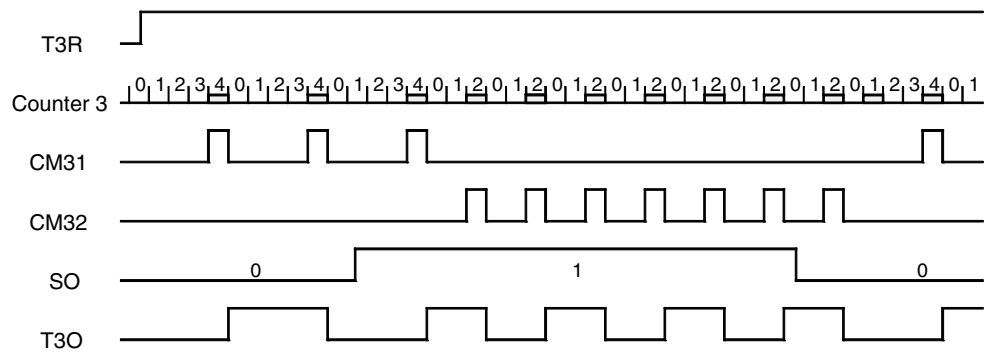 T3R
Counter 3 0 1 2 3 4 0 1 2 3 4 0 1 2 3 4 0 1 2 0 1 2 0 1 2 0 1 2 0 1 2 0 1 2 0 1 2 0 1 2 3 4 0 1
CM31
CM32
SO 0 1 0
T3O